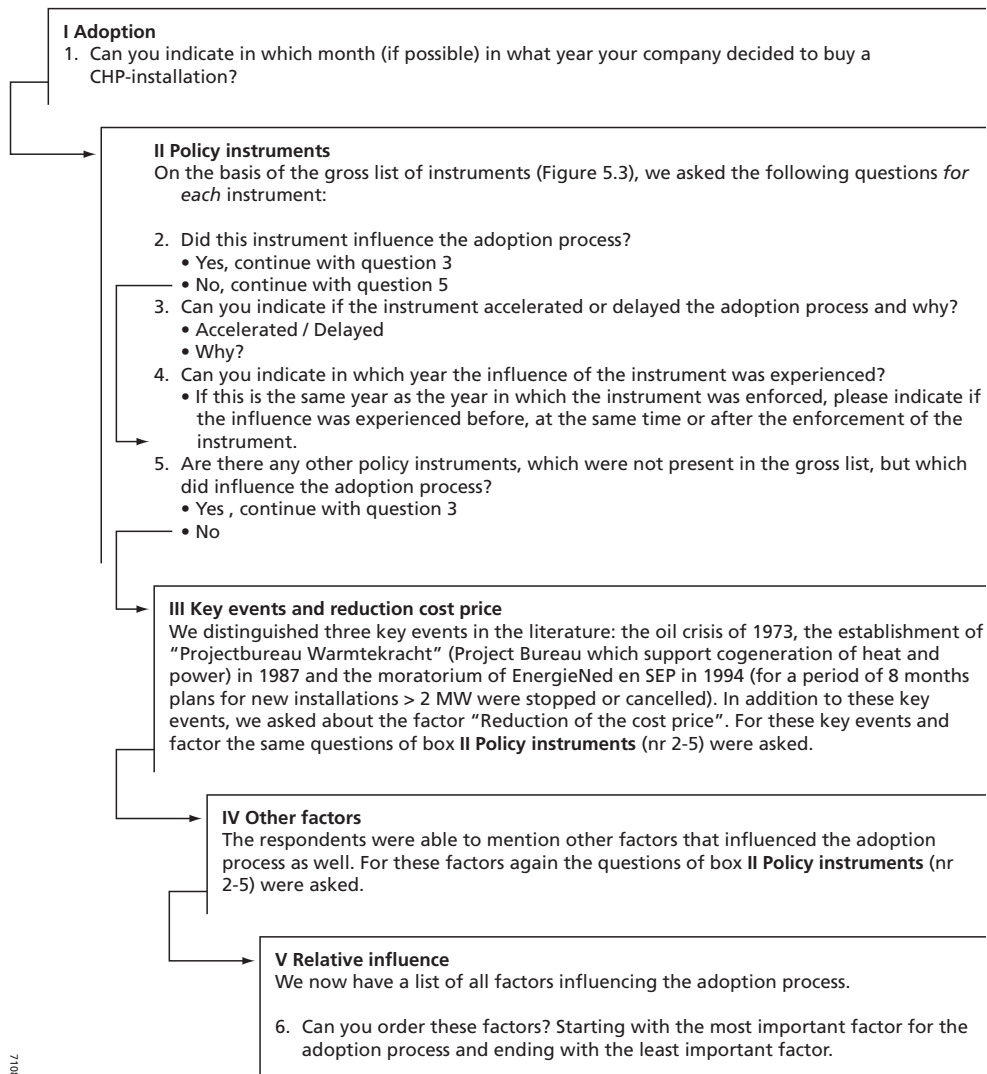 I Adoption
1. Can you indicate in which month (if possible) in what year your company decided to buy a
CHP-installation?
II Policy instruments
On the basis of the gross list of instruments (Figure 5.3), we asked the following questions for
each instrument:
2. Did this instrument influence the adoption process?
• Yes, continue with question 3
• No, continue with question 5
3. Can you indicate if the instrument accelerated or delayed the adoption process and why?
• Accelerated / Delayed
• Why?
4. Can you indicate in which year the influence of the instrument was experienced?
• If this is the same year as the year in which the instrument was enforced, please indicate if
the influence was experienced before, at the same time or after the enforcement of the
instrument.
5. Are there any other policy instruments, which were not present in the gross list, but which
did influence the adoption process?
• Yes , continue with question 3
• No
III Key events and reduction cost price
We distinguished three key events in the literature: the oil crisis of 1973, the establishment of
“Projectbureau Warmtekracht” (Project Bureau which support cogeneration of heat and
power) in 1987 and the moratorium of EnergieNed en SEP in 1994 (for a period of 8 months
plans for new installations > 2 MW were stopped or cancelled). In addition to these key
events, we asked about the factor “Reduction of the cost price”. For these key events and
factor the same questions of box II Policy instruments (nr 2-5) were asked.
IV Other factors
The respondents were able to mention other factors that influenced the adoption
process as well. For these factors again the questions of box II Policy instruments (nr
2-5) were asked.
V Relative influence
We now have a list of all factors influencing the adoption process.
6. Can you order these factors? Starting with the most important factor for the
adoption process and ending with the least important factor.